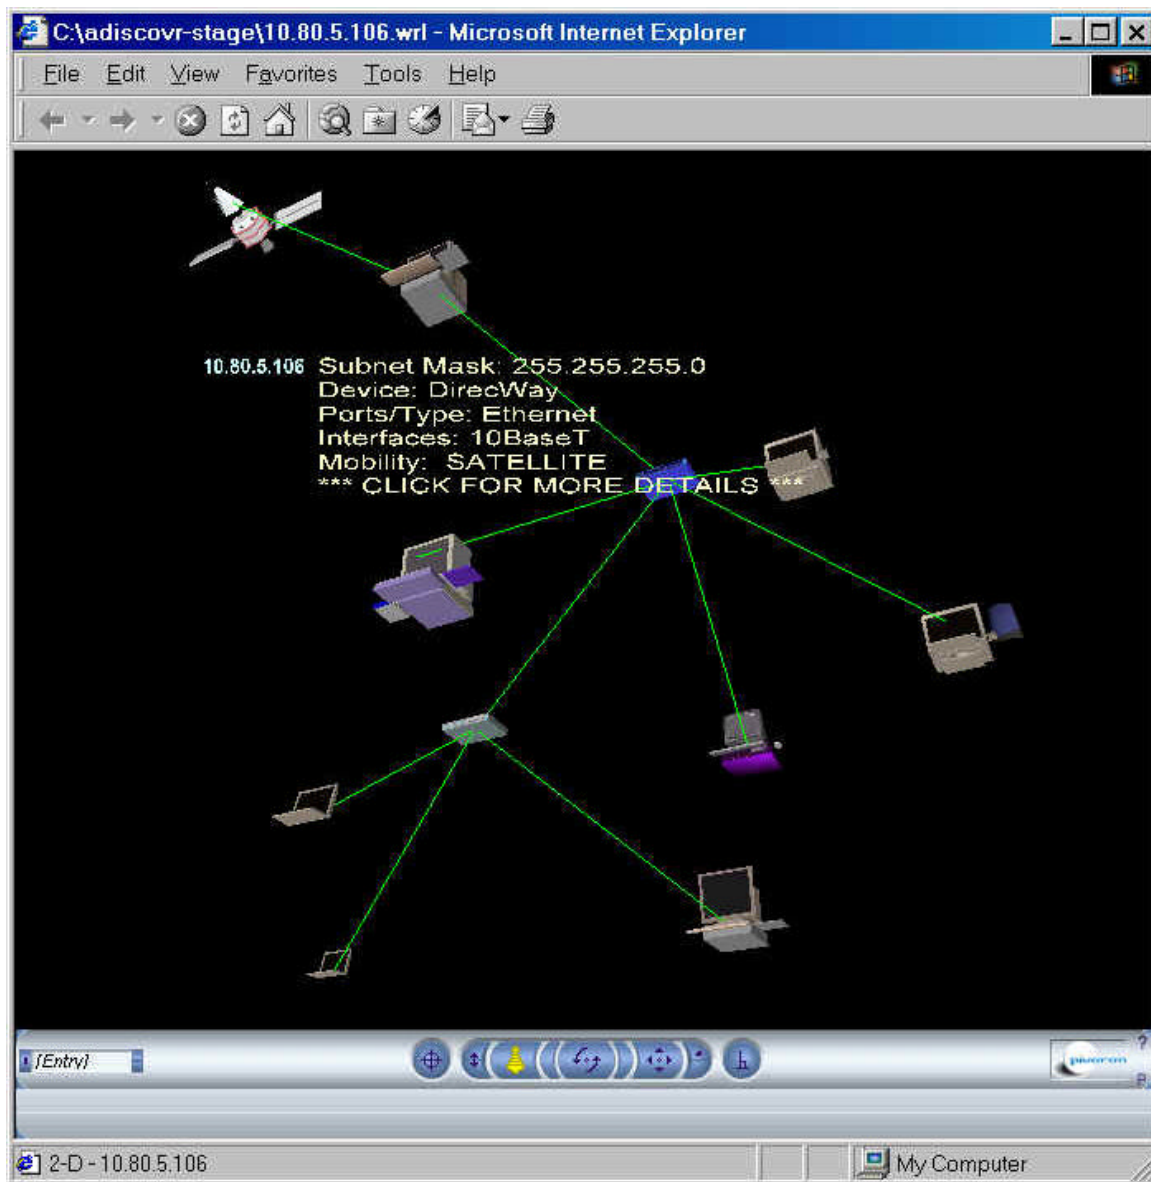 C:\adiscovr-stage\10.80.5.106.wrl - Microsoft Internet Explorer
File Edit View Favorites Tools Help
10.80.5.106 Subnet Mask: 255.255.255.0
Device: DirecWay
Ports/Type: Ethernet
Interfaces: 10BaseT
Mobility: SATELLITE
*** CLICK FOR MORE DETAILS ***
[Entry]
?
2-D - 10.80.5.106
My Computer